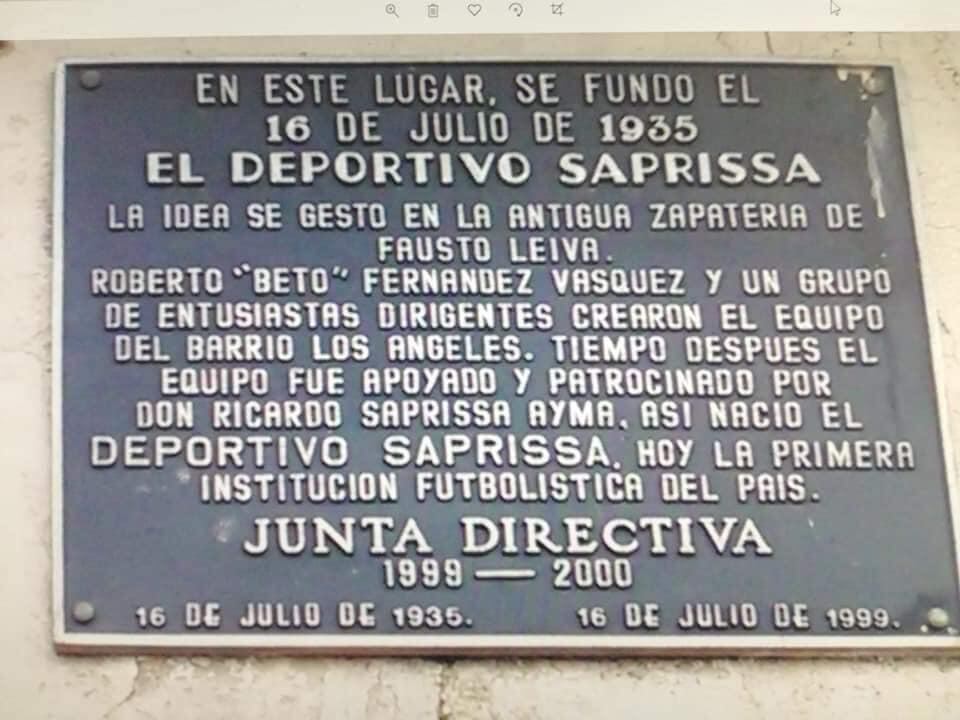 EN ESTE LUGAR, SE FUNDO EL
16 DE JULIO DE 1935
EL DEPORTIVO SAPRISSA
LA IDEA SE GESTO EN LA ANTIGUA ZAPATERIA DE
FAUSTO LEIVA.
ROBERTO "BETO" FERNANDEZ VASQUEZ Y UN GRUPO
DE ENTUSIASTAS DIRIGENTES CREARON EL EQUIPO
DEL BARRIO LOS ANGELES. TIEMPO DESPUES EL
EQUIPO FUE APOYADO Y PATROCINADO POR
DON RICARDO SAPRISSA AYMA, ASI NACIO EL
DEPORTIVO SAPRISSA. HOY LA PRIMERA
INSTITUCION FUTBOLISTICA DEL PAIS.
JUNTA DIRECTIVA
1999 — 2000
16 DE JULIO DE 1935. 16 DE JULIO DE 1999.